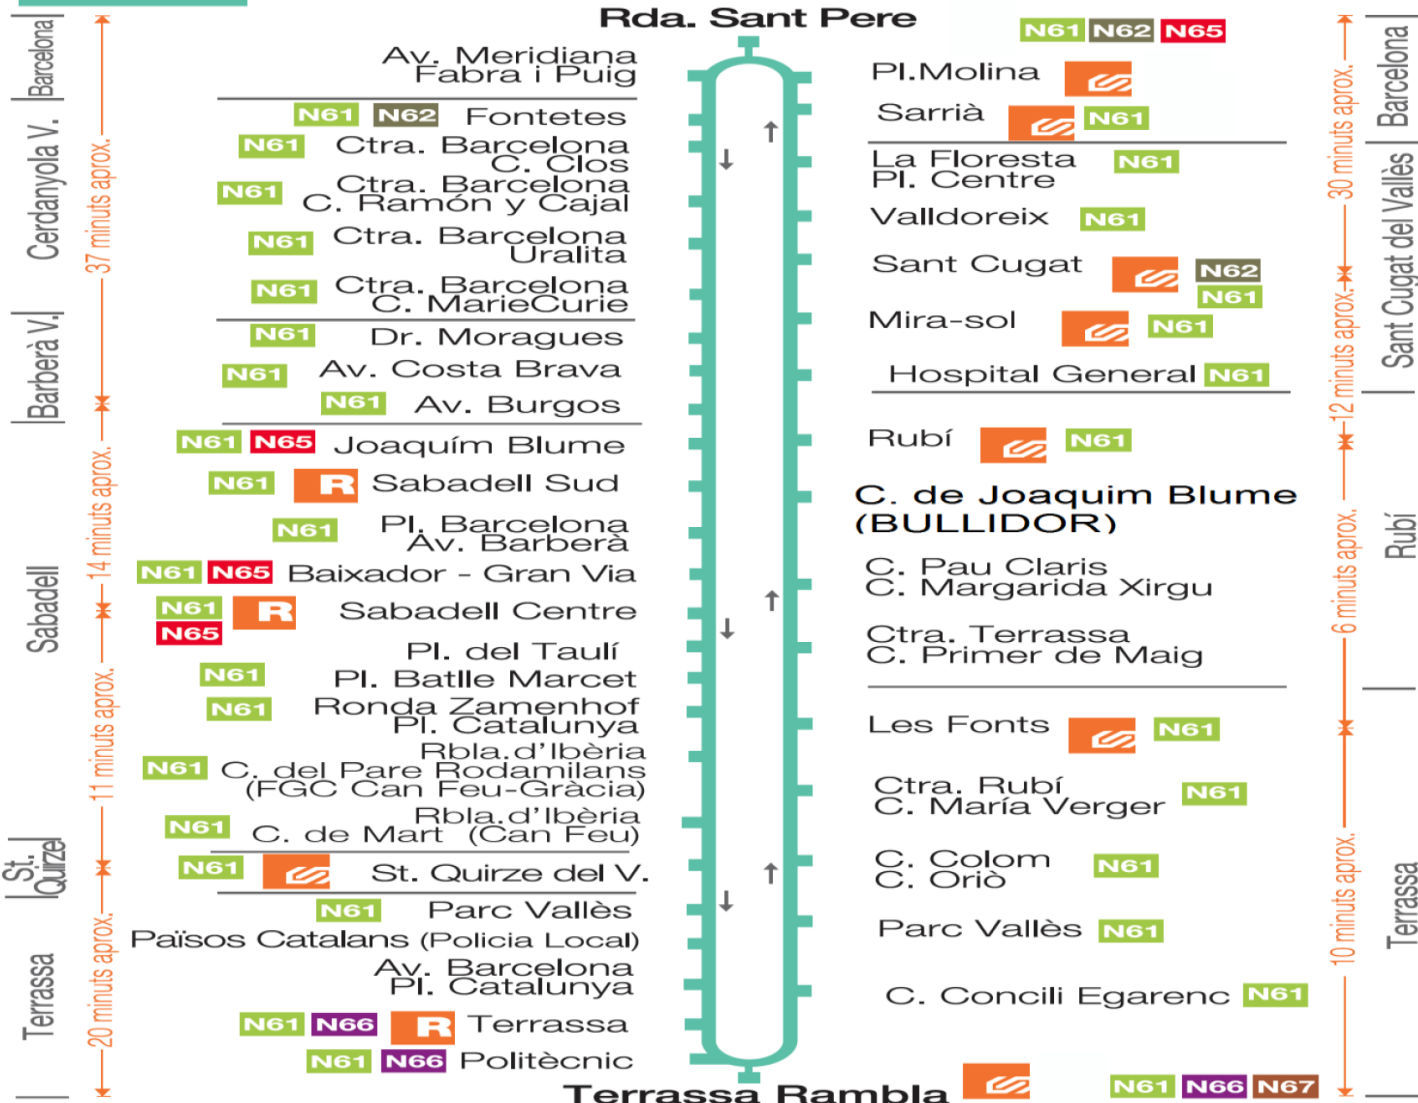 Rda. Sant Pere
N61 N62 N65
Av. Meridiana
Fabra i Puig
N61 N62 Fontetes
N61 Ctra. Barcelona
C. Clos
N61 Ctra. Barcelona
C. Ramón y Cajal
N61 Ctra. Barcelona
Uralita
N61 Ctra. Barcelona
C. MarieCurie
N61 Dr. Moragues
N61 Av. Costa Brava
N61 Av. Burgos
N61 N65 Joaquím Blume
N61 R Sabadell Sud
N61 Pl. Barcelona
Av. Barberà
N61 N65 Baixador - Gran Via
N61 R Sabadell Centre
N65
Pl. del Taulí
N61 Pl. Batlle Marcet
N61 Ronda Zamenhof
Pl. Catalunya
Rbla.d'Ibèria
N61 C. del Pare Rodamilans
(FGC Can Feu-Gràcia)
Rbla.d'Ibèria
N61 C. de Mart (Can Feu)
N61 St. Quirze del V.
N61 Parc Vallès
Països Catalans (Policia Local)
Av. Barcelona
Pl. Catalunya
N61 N66 R Terrassa
N61 N66 Politècnic
Terrassa Rambla
N61 N66 N67
Pl.Molina
Sarrià N61
La Floresta N61
Pl. Centre
Valldoreix N61
Sant Cugat N62
N61
Mira-sol N61
Hospital General N61
Rubí N61
C. de Joaquim Blume
(BULLIDOR)
C. Pau Claris
C. Margarida Xirgu
Ctra. Terrassa
C. Primer de Maig
Les Fonts N61
Ctra. Rubí N61
C. María Verger
C. Colom N61
C. Oriò
Parc Vallès N61
C. Concili Egarenc N61
Barcelona
Cerdanyola V.
Barberà V.
Sabadell
St.
Quirze
Terrassa
37 minuts aprox.
14 minuts aprox.
11 minuts aprox.
20 minuts aprox.
30 minuts aprox.
12 minuts aprox.
6 minuts aprox.
10 minuts aprox.
Barcelona
Sant Cugat del Vallès
Rubí
Terrassa